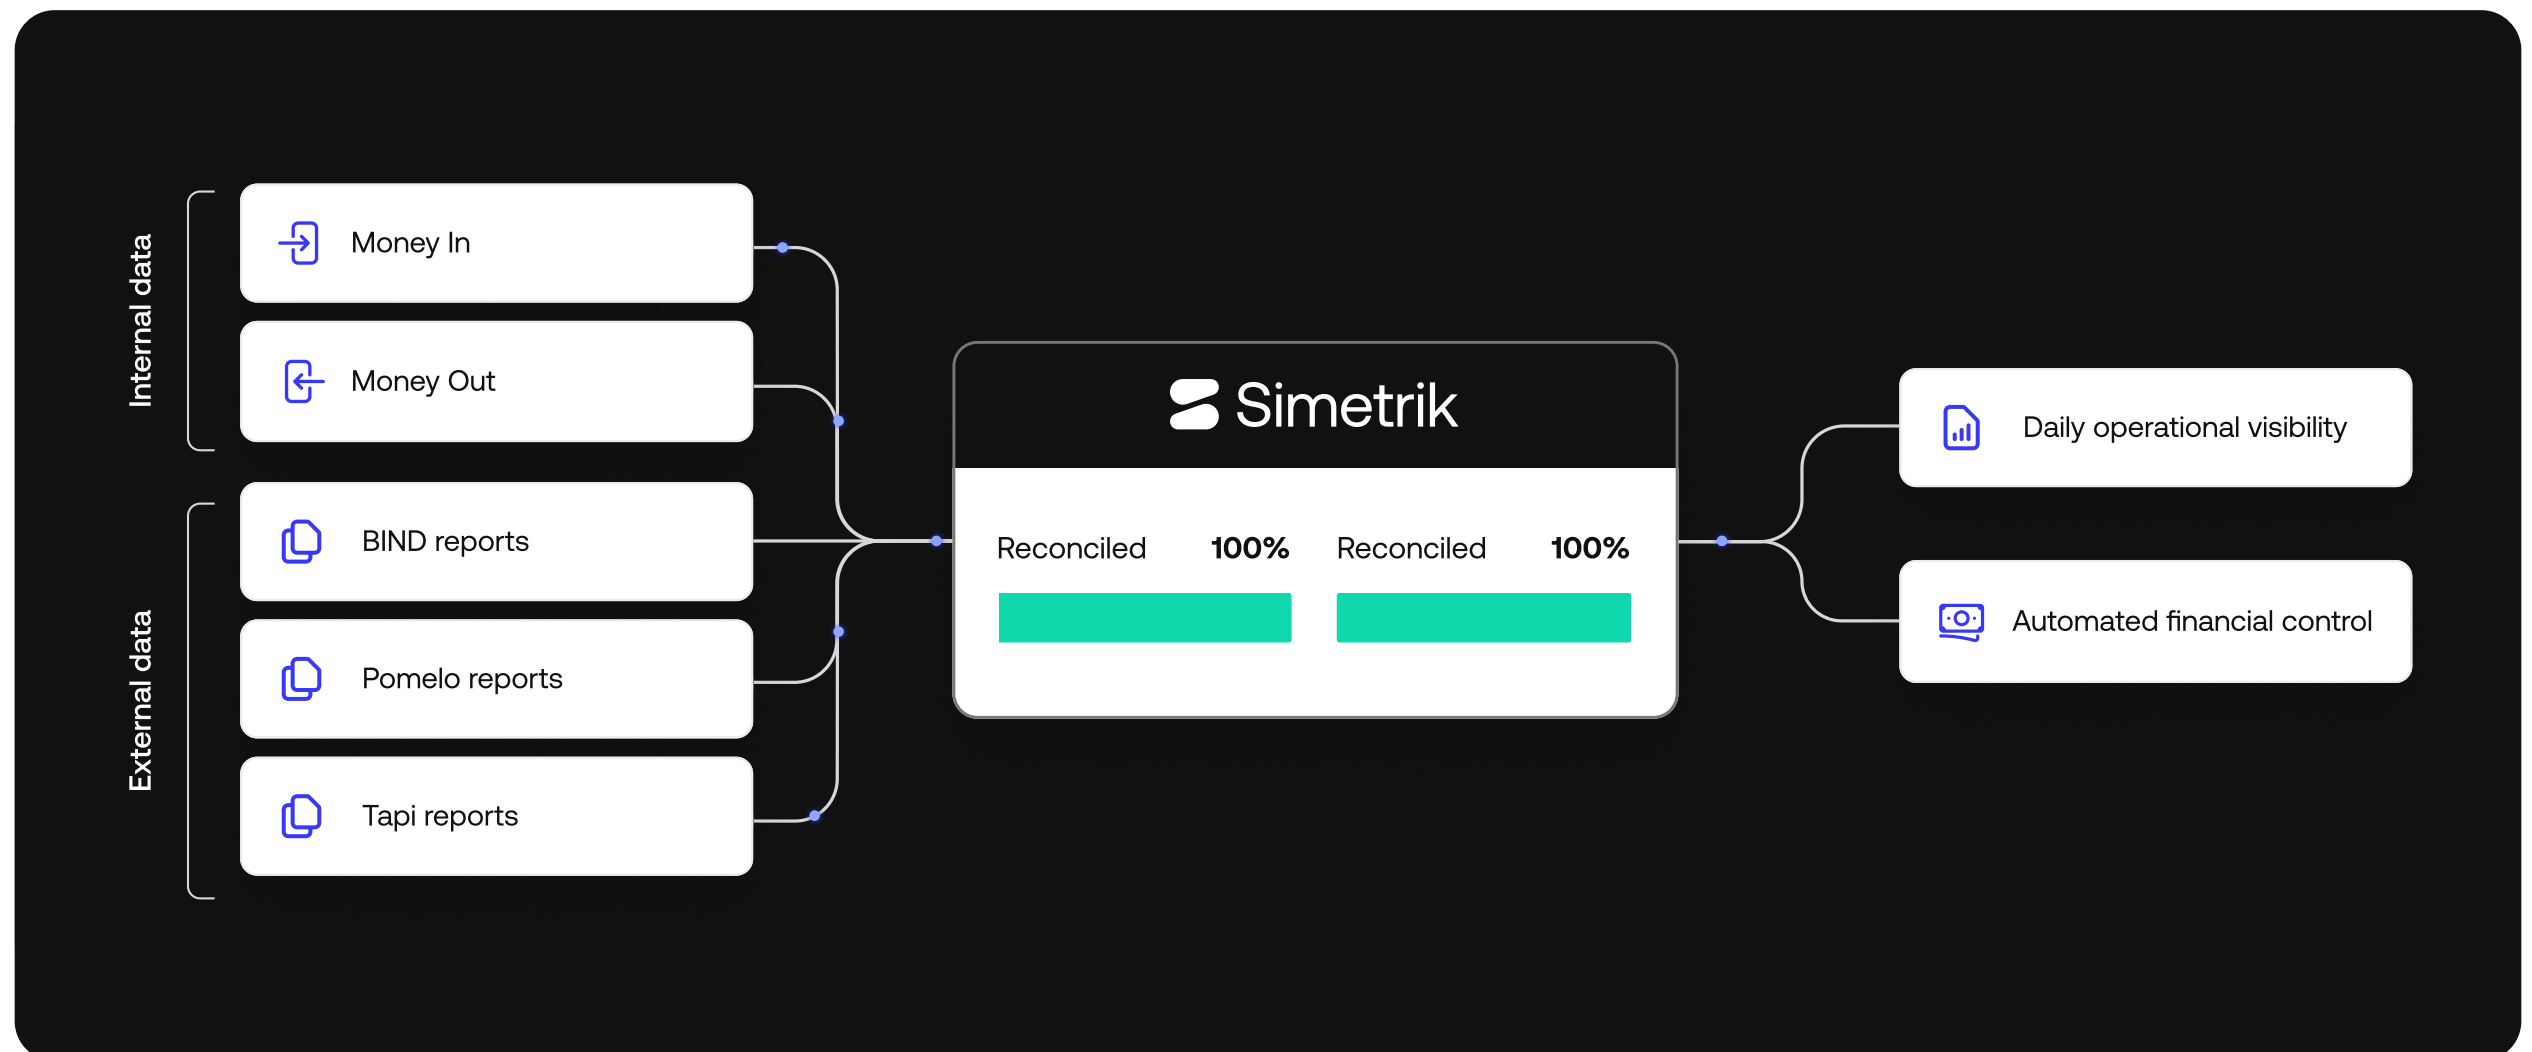 Internal data
Money In
Money Out
External data
BIND reports
Pomelo reports
Tapi reports
Simetrik
Reconciled 100%
Reconciled 100%
Daily operational visibility
Automated financial control